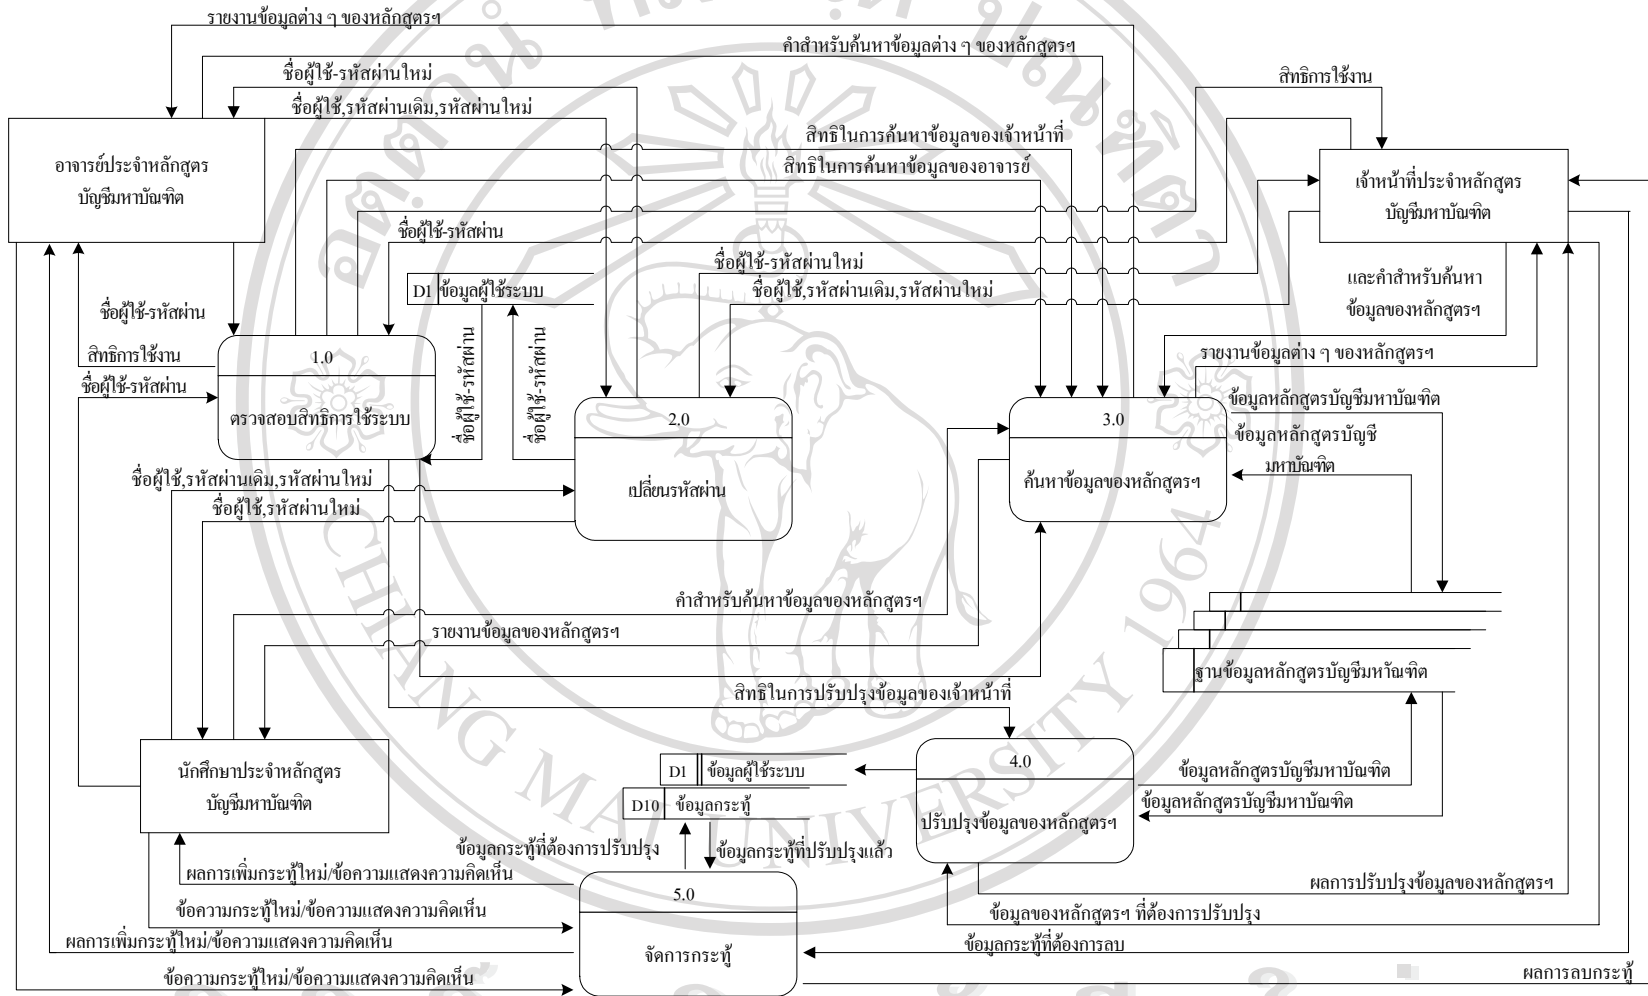 รายงานข้อมูลต่าง ๆ ของหลักสูตรฯ
คำสำหรับค้นหาข้อมูลต่าง ๆ ของหลักสูตรฯ
ชื่อผู้ใช้-รหัสผ่านใหม่
สิทธิการใช้งาน
ชื่อผู้ใช้,รหัสผ่านเดิม,รหัสผ่านใหม่
สิทธิในการค้นหาข้อมูลของเจ้าหน้าที่
สิทธิในการค้นหาข้อมูลของอาจารย์
อาจารย์ประจำหลักสูตร
บัญชีมหาบัณฑิต
เจ้าหน้าที่ประจำหลักสูตร
บัญชีมหาบัณฑิต
ชื่อผู้ใช้-รหัสผ่าน
ชื่อผู้ใช้-รหัสผ่านใหม่
ชื่อผู้ใช้,รหัสผ่านเดิม,รหัสผ่านใหม่
D1 ข้อมูลผู้ใช้ระบบ
และคำสำหรับค้นหา
ข้อมูลของหลักสูตรฯ
ชื่อผู้ใช้-รหัสผ่าน
สิทธิการใช้งาน
ชื่อผู้ใช้-รหัสผ่าน
1.0
ตรวจสอบสิทธิการใช้ระบบ
ชื่อผู้ใช้-รหัสผ่าน
ชื่อผู้ใช้-รหัสผ่าน
รายงานข้อมูลต่าง ๆ ของหลักสูตรฯ
2.0
เปลี่ยนรหัสผ่าน
3.0
ค้นหาข้อมูลของหลักสูตรฯ
ข้อมูลหลักสูตรบัญชีมหาบัณฑิต
ข้อมูลหลักสูตรบัญชี
มหาบัณฑิต
ชื่อผู้ใช้,รหัสผ่านเดิม,รหัสผ่านใหม่
ชื่อผู้ใช้,รหัสผ่านใหม่
คำสำหรับค้นหาข้อมูลของหลักสูตรฯ
รายงานข้อมูลของหลักสูตรฯ
ฐานข้อมูลหลักสูตรบัญชีมหัณฑิต
สิทธิในการปรับปรุงข้อมูลของเจ้าหน้าที่
นักศึกษาประจำหลักสูตร
บัญชีมหาบัณฑิต
D1 ข้อมูลผู้ใช้ระบบ
D10 ข้อมูลกระทู้
4.0
ปรับปรุงข้อมูลของหลักสูตรฯ
ข้อมูลหลักสูตรบัญชีมหาบัณฑิต
ข้อมูลหลักสูตรบัญชีมหาบัณฑิต
ข้อมูลกระทู้ที่ต้องการปรับปรุง
ข้อมูลกระทู้ที่ปรับปรุงแล้ว
ผลการเพิ่มกระทู้ใหม่/ข้อความแสดงความคิดเห็น
ผลการปรับปรุงข้อมูลของหลักสูตรฯ
5.0
จัดการกระทู้
ข้อความกระทู้ใหม่/ข้อความแสดงความคิดเห็น
ข้อมูลของหลักสูตรฯ ที่ต้องการปรับปรุง
ผลการเพิ่มกระทู้ใหม่/ข้อความแสดงความคิดเห็น
ข้อมูลกระทู้ที่ต้องการลบ
ข้อความกระทู้ใหม่/ข้อความแสดงความคิดเห็น
ผลการลบกระทู้
CHIANG MAI UNIVERSITY 1964